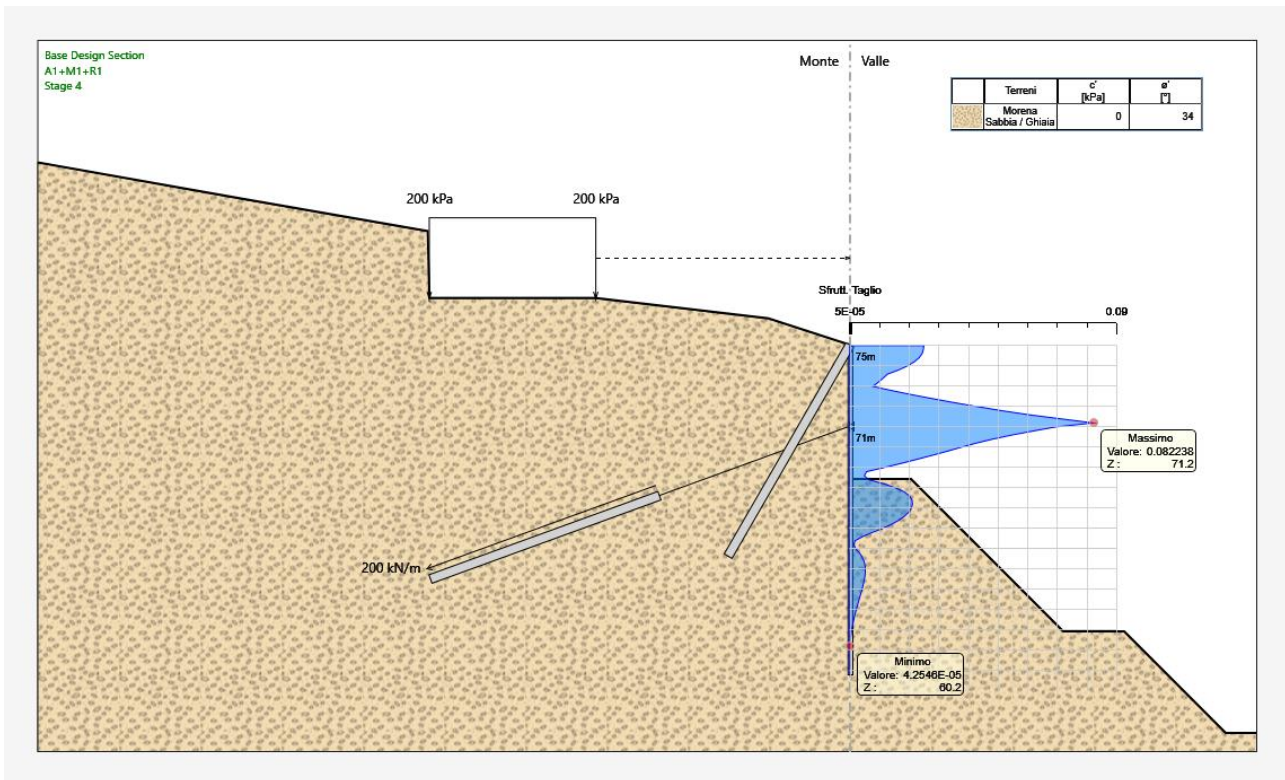 Base Design Section
A1+M1+R1
Stage 4
Monte Valle
Terreni c' ø'
[kPa] [°]
Morena
Sabbia / Ghiaia 0 34
200 kPa 200 kPa
Sfrutt. Taglio
5E-05 0.09
75m
71m
Massimo
Valore: 0.082238
Z : 71.2
200 kN/m
Minimo
Valore: 4.2546E-05
Z : 60.2